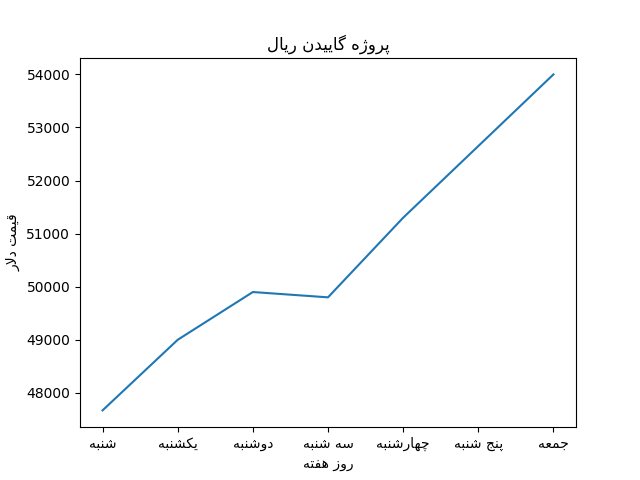 پروژه گاییدن ریال
54000
53000
52000
51000
50000
49000
48000
قیمت دلار
شنبه
یکشنبه
دوشنبه
سه شنبه
چهارشنبه
پنج شنبه
جمعه
روز هفته